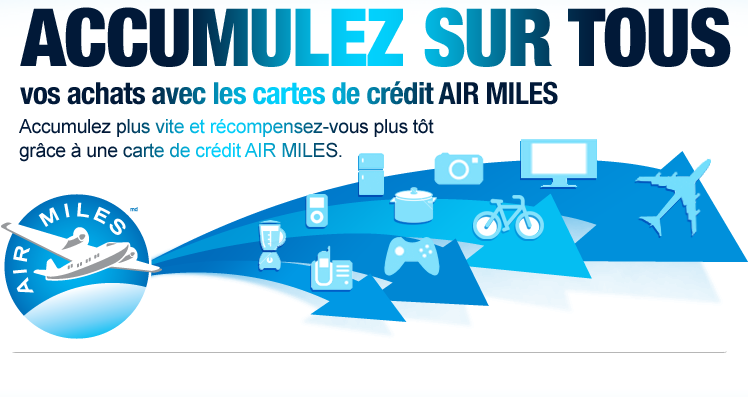 ACCUMULEZ SUR TOUS
vos achats avec les cartes de crédit AIR MILES
Accumulez plus vite et récompensez-vous plus tôt
grâce à une carte de crédit AIR MILES.
AIR MILES md